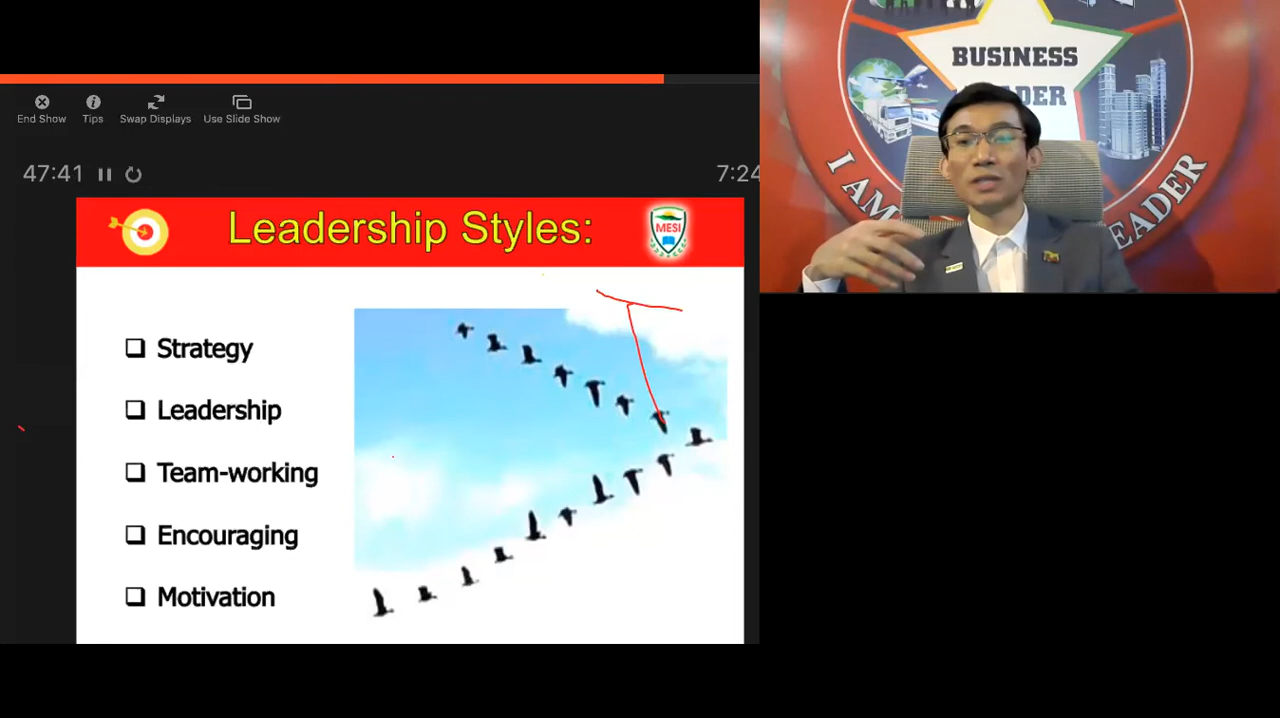 End Show
Tips
Swap Displays
Use Slide Show
47:41
7:24
Leadership Styles:
MESI
Strategy
Leadership
Team-working
Encouraging
Motivation
BUSINESS
I AM